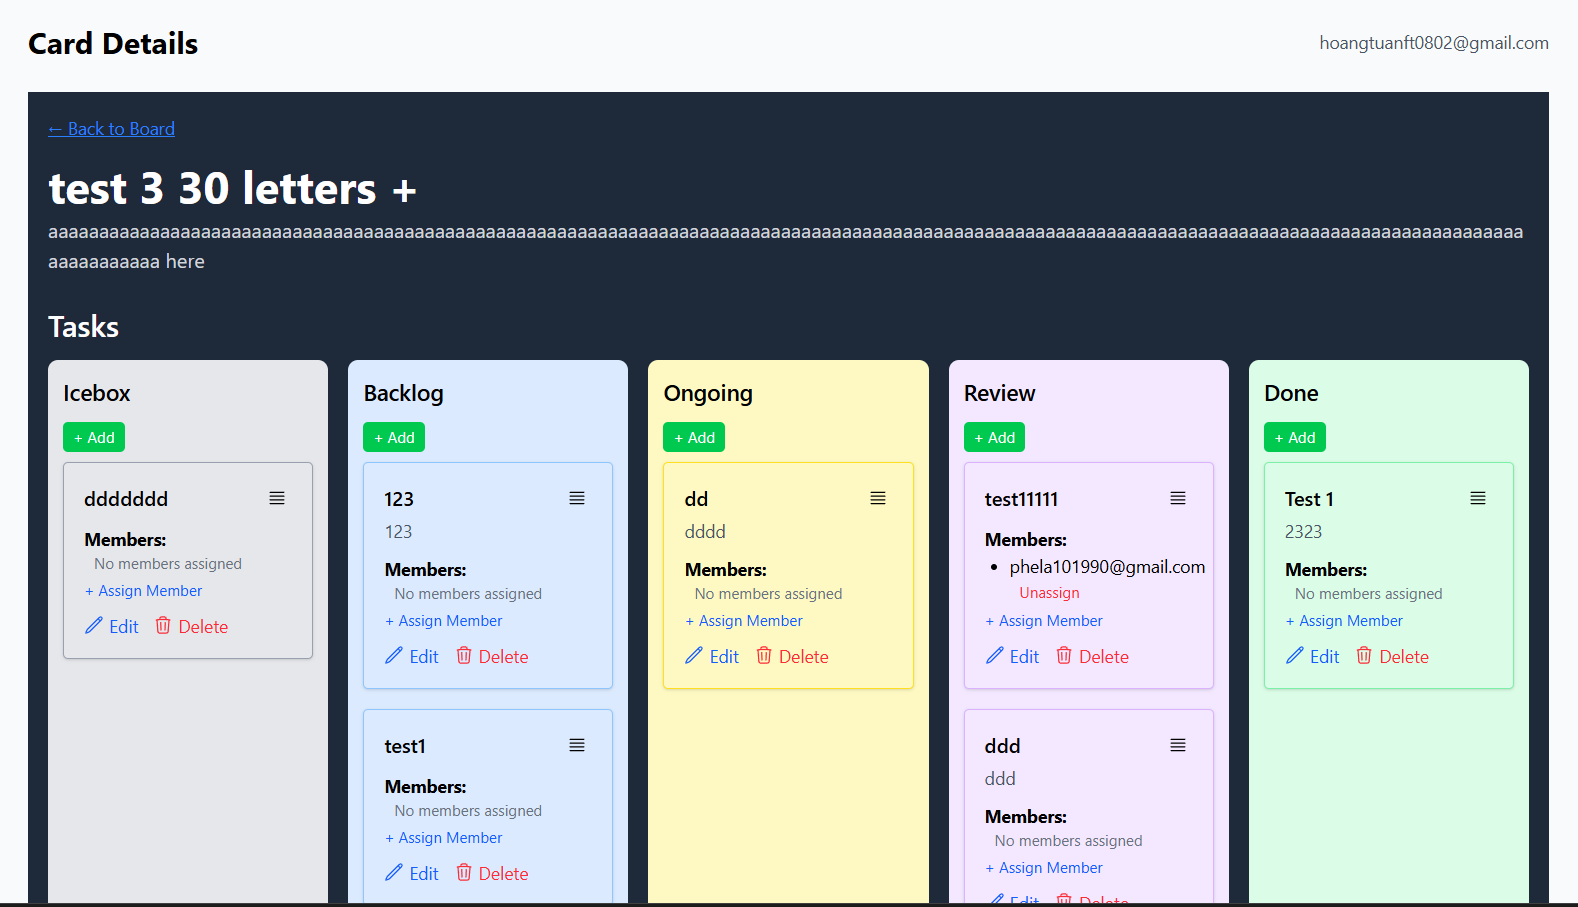 Card Details
hoangtuanft0802@gmail.com
← Back to Board
test 3 30 letters +
aaaaaaaaaaaaaaaaaaaaaaaaaaaaaaaaaaaaaaaaaaaaaaaaaaaaaaaaaaaaaaaaaaaaaaaaaaaaaaaaaaaaaaaaaaaaaaaaaaaaaaaaaaaaaaaaaaaaaaaaaaaaaaaaaaaaaaaaaaaaaaaaa
aaaaaaaaaaa here
Tasks
Icebox
+ Add
ddddddd
Members:
No members assigned
+ Assign Member
Edit Delete
Backlog
+ Add
123
123
Members:
No members assigned
+ Assign Member
Edit Delete
test1
Members:
No members assigned
+ Assign Member
Edit Delete
Ongoing
+ Add
dd
dddd
Members:
No members assigned
+ Assign Member
Edit Delete
Review
+ Add
test11111
Members:
• phela101990@gmail.com
Unassign
+ Assign Member
Edit Delete
ddd
ddd
Members:
No members assigned
+ Assign Member
Edit Delete
Done
+ Add
Test 1
2323
Members:
No members assigned
+ Assign Member
Edit Delete